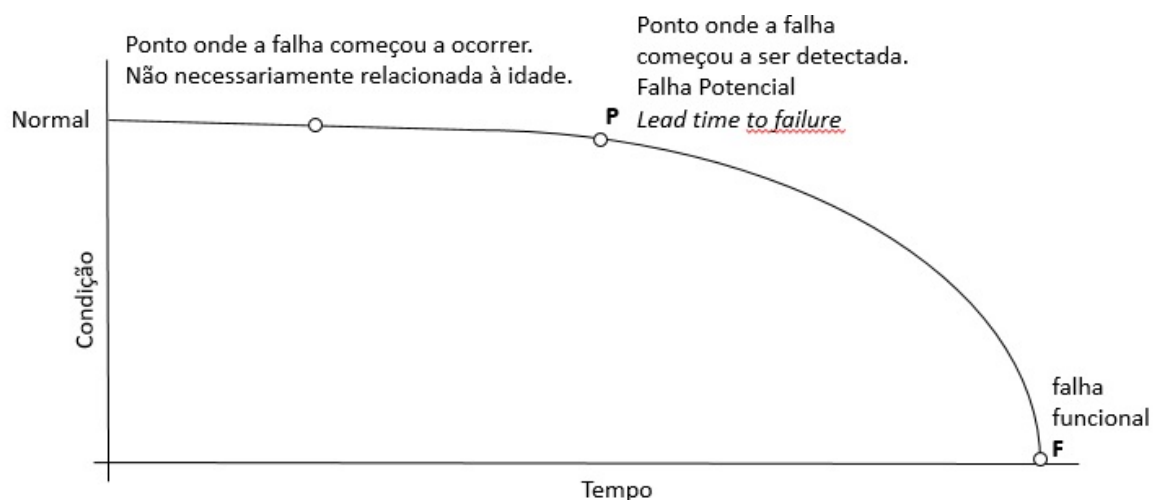 Ponto onde a falha começou a ocorrer.
Não necessariamente relacionada à idade.
Ponto onde a falha
começou a ser detectada.
Falha Potencial
P
Lead time to failure
Normal
Condição
falha
funcional
F
Tempo